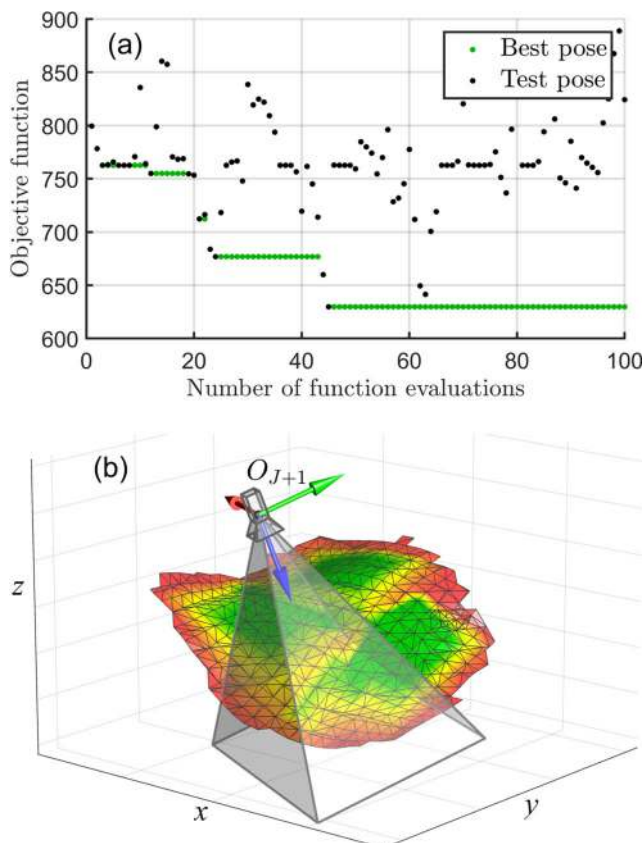 (a)
Best pose
Test pose
Objective function
900
850
800
750
700
650
600
0
20
40
60
80
100
Number of function evaluations
(b)
O_{J+1}
z
x
y